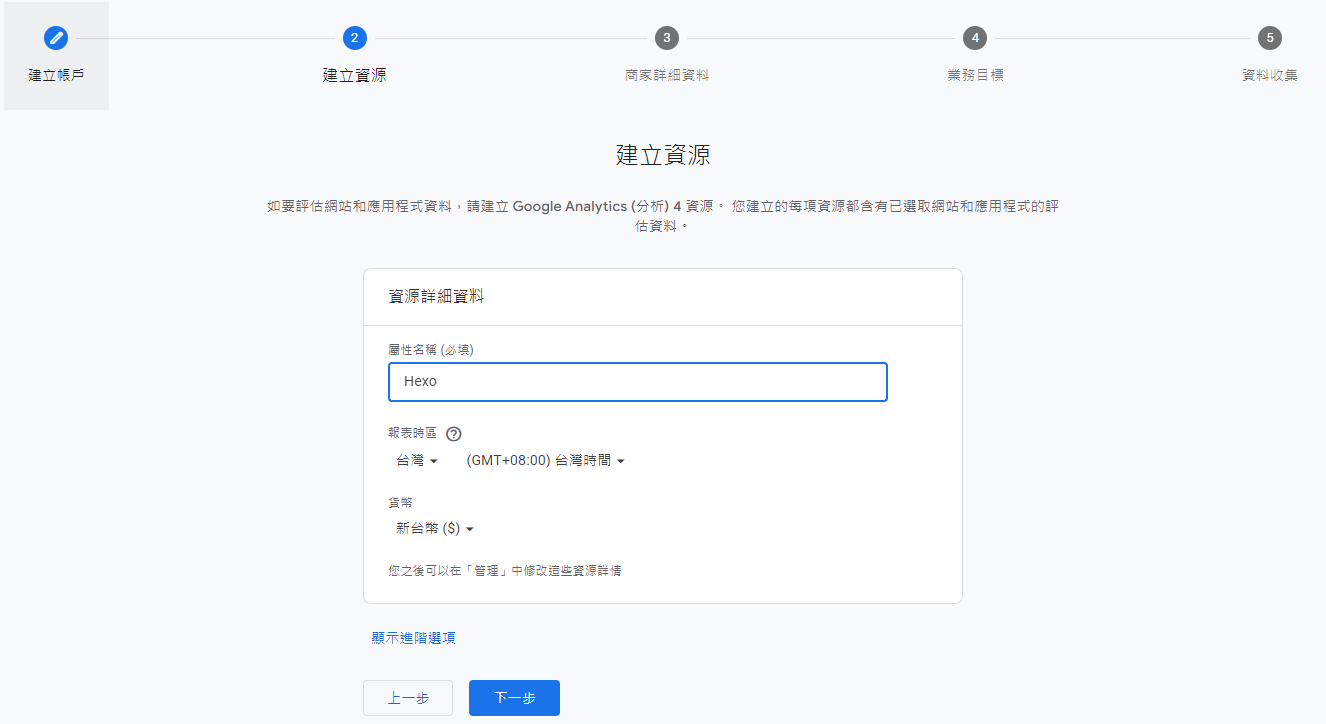 2
3
4
5
建立帳戶
建立資源
商家詳細資料
業務目標
資料收集
建立資源
如要評估網站和應用程式資料，請建立 Google Analytics (分析) 4 資源。 您建立的每項資源都含有已選取網站和應用程式的評
估資料。
資源詳細資料
屬性名稱 (必填)
Hexo
報表時區 ?
台灣 (GMT+08:00) 台灣時間
貨幣
新台幣 ($)
您之後可以在「管理」中修改這些資源詳情
顯示進階選項
上一步 下一步